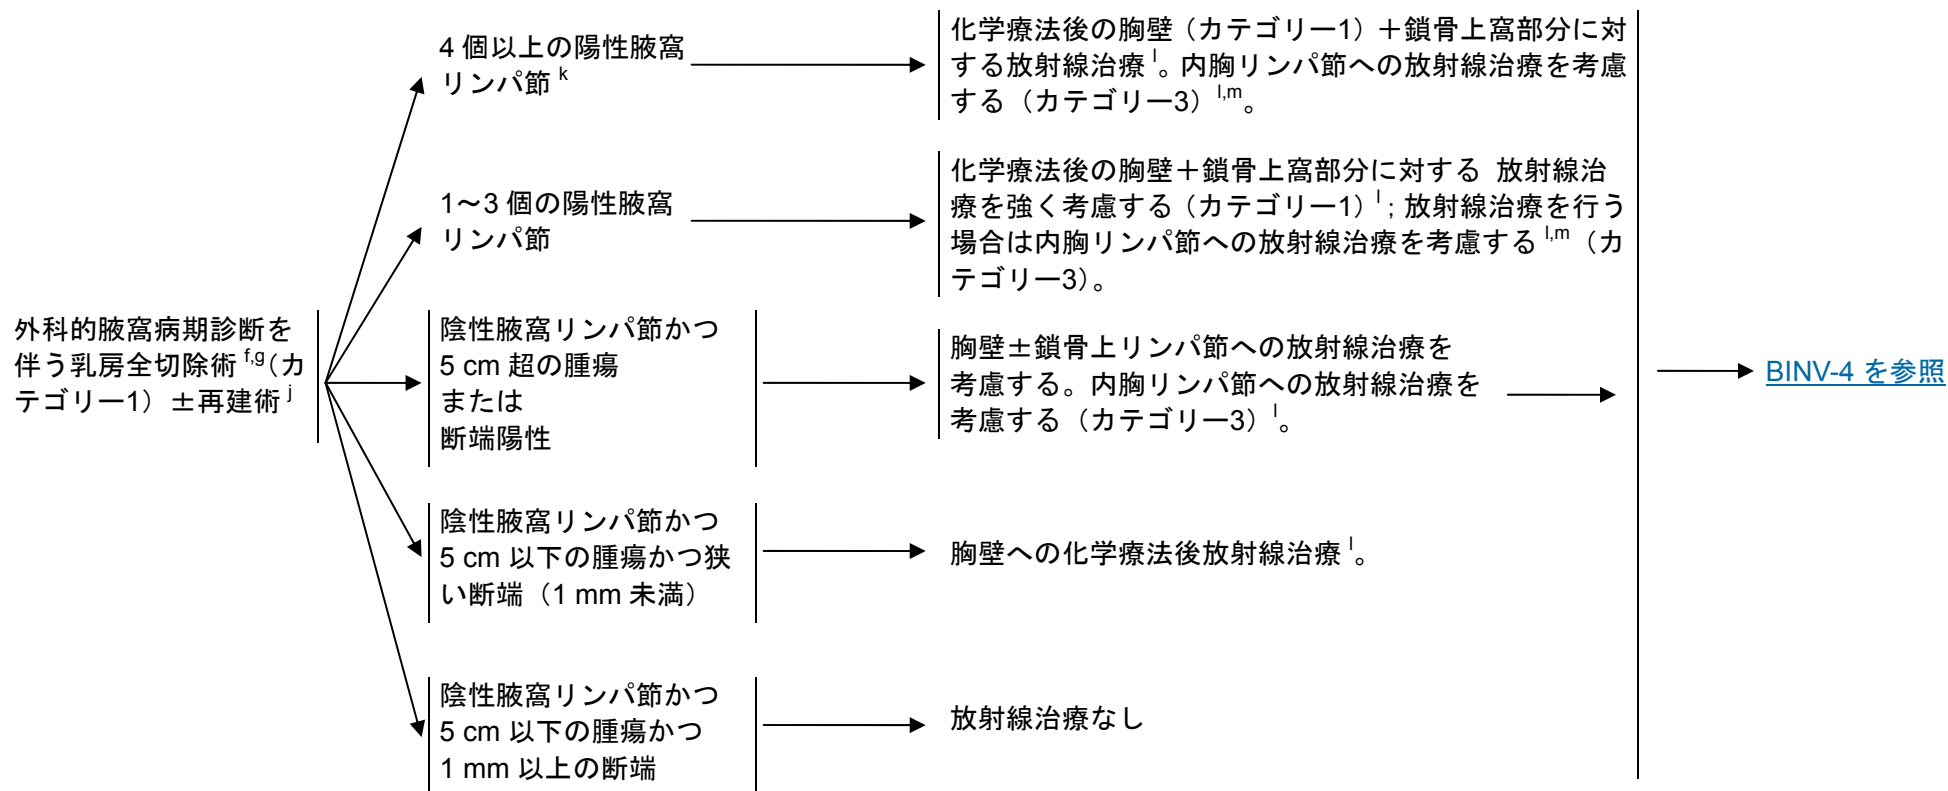 4 個以上の陽性腋窩
リンパ節 k
化学療法後の胸壁（カテゴリー1）＋鎖骨上窩部分に対
する放射線治療 l。内胸リンパ節への放射線治療を考慮
する（カテゴリー3）l,m。
1～3 個の陽性腋窩
リンパ節
化学療法後の胸壁＋鎖骨上窩部分に対する 放射線治
療を強く考慮する（カテゴリー1）l；放射線治療を行う
場合は内胸リンパ節への放射線治療を考慮する l,m（カ
テゴリー3）。
外科的腋窩病期診断を
伴う乳房全切除術 f,g（カ
テゴリー1）±再建術 j
陰性腋窩リンパ節かつ
5 cm 超の腫瘍
または
断端陽性
胸壁±鎖骨上リンパ節への放射線治療を
考慮する。内胸リンパ節への放射線治療を
考慮する（カテゴリー3）l。
BINV-4 を参照
陰性腋窩リンパ節かつ
5 cm 以下の腫瘍かつ狭
い断端（1 mm 未満）
胸壁への化学療法後放射線治療 l。
陰性腋窩リンパ節かつ
5 cm 以下の腫瘍かつ
1 mm 以上の断端
放射線治療なし